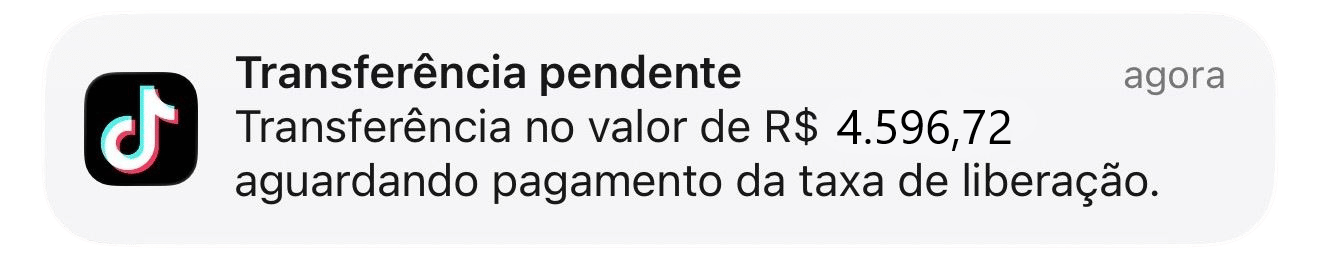 Transferência pendente
agora
Transferência no valor de R$ 4.596,72
aguardando pagamento da taxa de liberação.